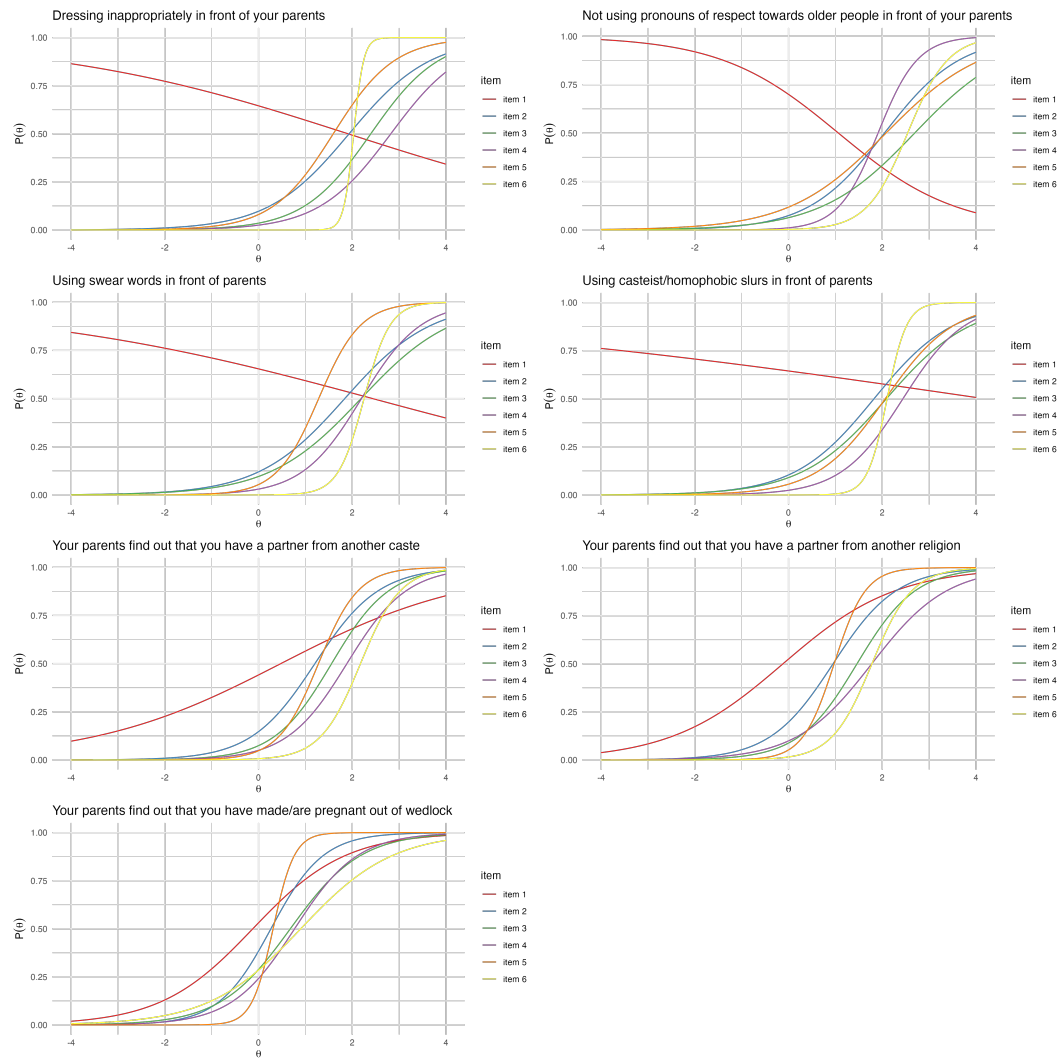 Dressing inappropriately in front of your parents
1.00
0.75
0.50
0.25
0.00
P(θ)
-4 -2 0 2 4
θ
item
item 1
item 2
item 3
item 4
item 5
item 6
Not using pronouns of respect towards older people in front of your parents
1.00
0.75
0.50
0.25
0.00
P(θ)
-4 -2 0 2 4
θ
item
item 1
item 2
item 3
item 4
item 5
item 6
Using swear words in front of parents
1.00
0.75
0.50
0.25
0.00
P(θ)
-4 -2 0 2 4
θ
item
item 1
item 2
item 3
item 4
item 5
item 6
Using casteist/homophobic slurs in front of parents
1.00
0.75
0.50
0.25
0.00
P(θ)
-4 -2 0 2 4
θ
item
item 1
item 2
item 3
item 4
item 5
item 6
Your parents find out that you have a partner from another caste
1.00
0.75
0.50
0.25
0.00
P(θ)
-4 -2 0 2 4
θ
item
item 1
item 2
item 3
item 4
item 5
item 6
Your parents find out that you have a partner from another religion
1.00
0.75
0.50
0.25
0.00
P(θ)
-4 -2 0 2 4
θ
item
item 1
item 2
item 3
item 4
item 5
item 6
Your parents find out that you have made/are pregnant out of wedlock
1.00
0.75
0.50
0.25
0.00
P(θ)
-4 -2 0 2 4
θ
item
item 1
item 2
item 3
item 4
item 5
item 6